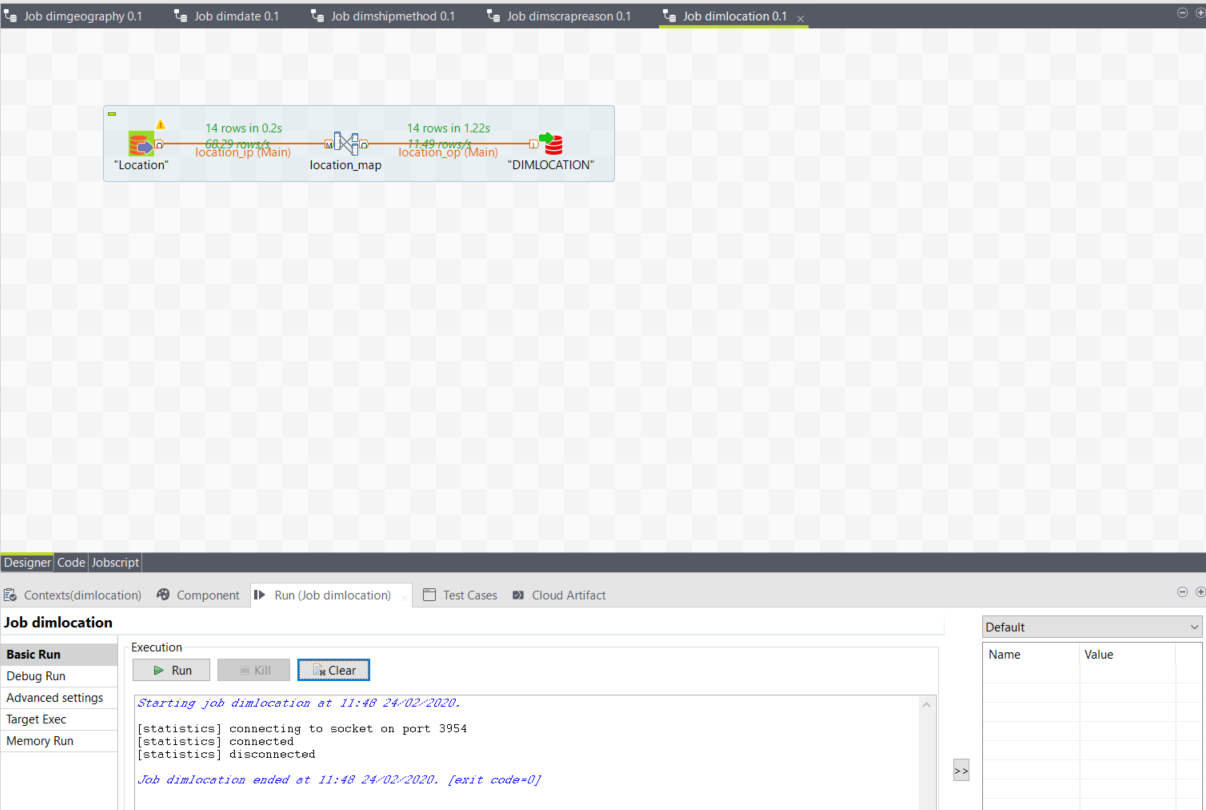 Job dimgeography 0.1 Job dimdate 0.1 Job dimshipmethod 0.1 Job dimscrapreason 0.1 Job dimlocation 0.1
14 rows in 0.2s 14 rows in 1.22s
68.29 rows/s 11.49 rows/s
location_ip (Main) location_op (Main)
"Location" location_map "DIMLOCATION"
Designer Code Jobscript
Contexts(dimlocation) Component Run (Job dimlocation) Test Cases Cloud Artifact
Job dimlocation
Default
Basic Run
Debug Run
Advanced settings
Target Exec
Memory Run
Execution
Run Kill Clear
Name Value
Starting job dimlocation at 11:48 24/02/2020.
[statistics] connecting to socket on port 3954
[statistics] connected
[statistics] disconnected
Job dimlocation ended at 11:48 24/02/2020. [exit code=0]
>>